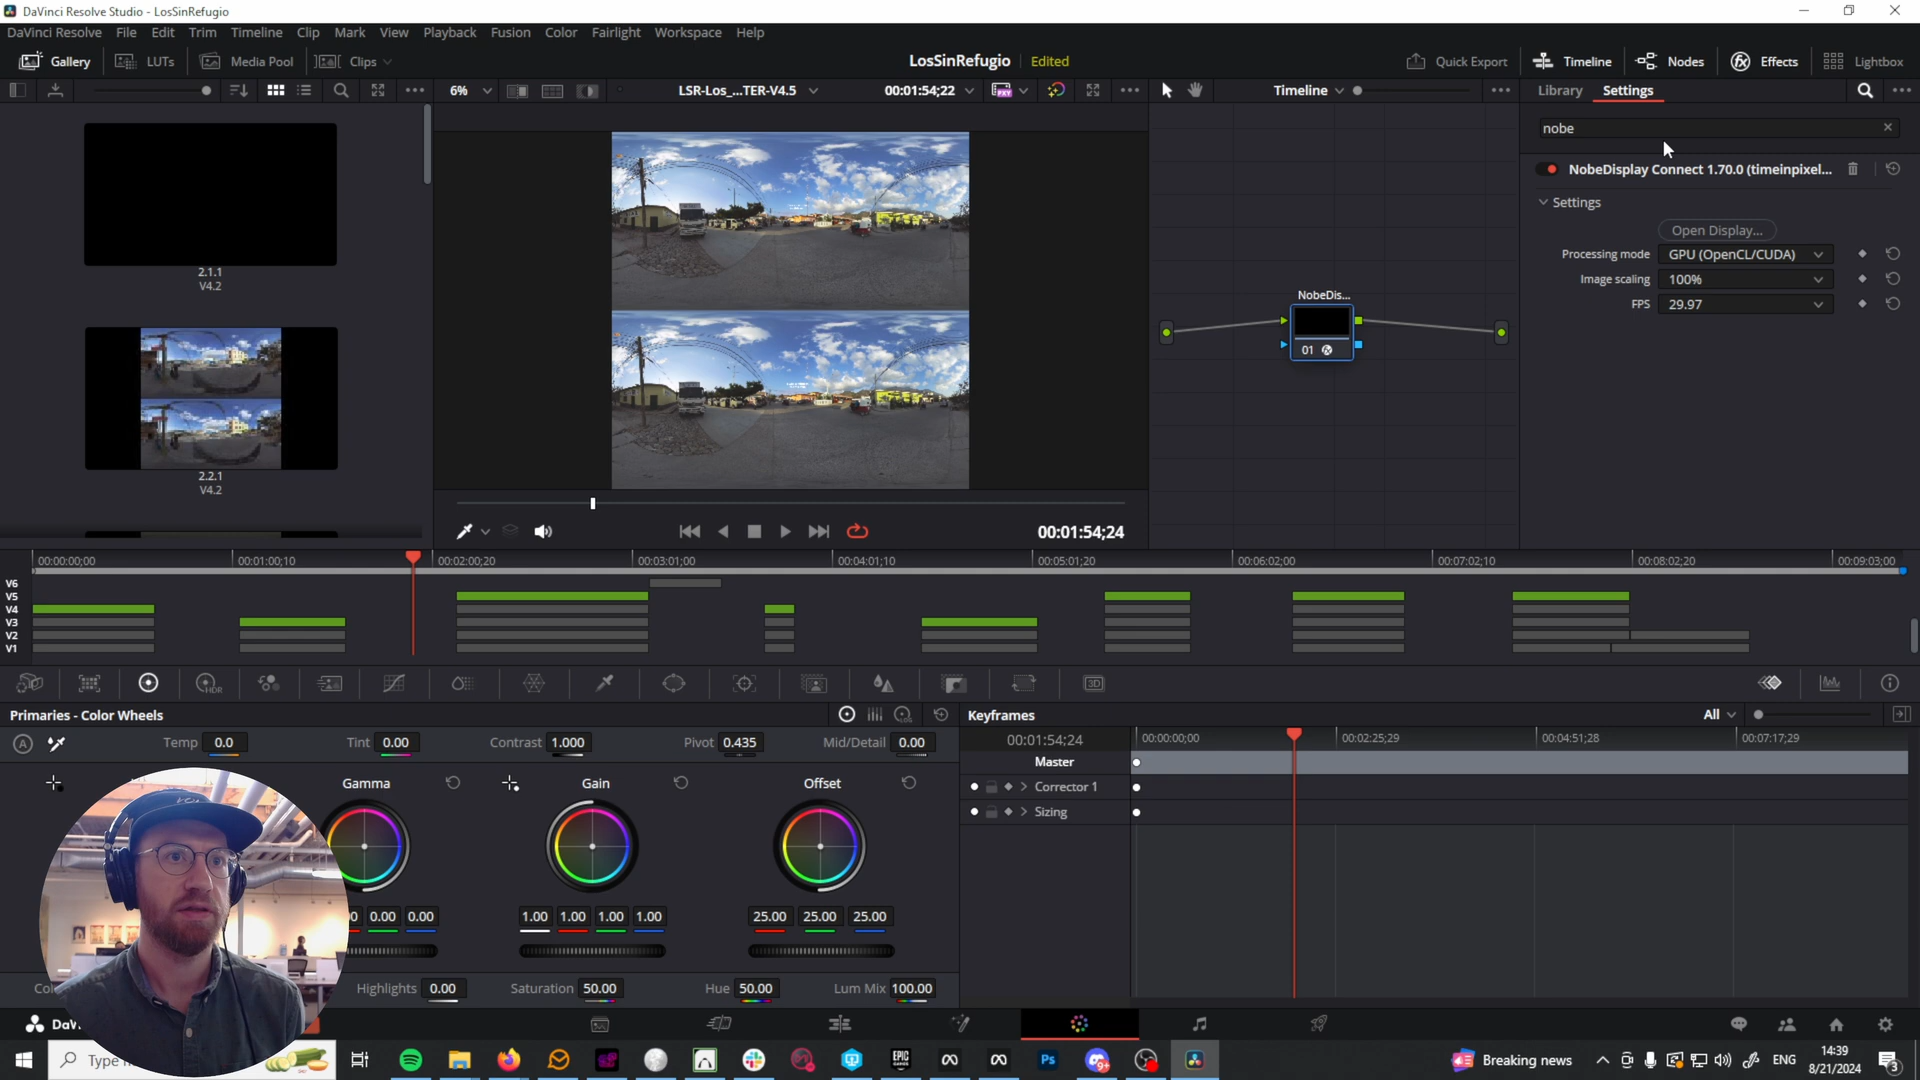 DaVinci Resolve Studio - LosSinRefugio
DaVinci Resolve File Edit Trim Timeline Clip Mark View Playback Fusion Color Fairlight Workspace Help
Gallery LUTs Media Pool Clips LosSinRefugio Edited Quick Export Timeline Nodes Effects Lightbox
6% LSR-Los_...TER-V4.5 00:01:54;22 Timeline Library Settings
nobe
NobeDisplay Connect 1.70.0 (timeinpixel...
Settings
Open Display...
Processing mode GPU (OpenCL/CUDA)
Image scaling 100%
FPS 29.97
2.1.1
V4.2
2.2.1
V4.2
NobeDis...
01
00:01:54;24
00:00:00;00 00:01:00;10 00:02:00;20 00:03:01;00 00:04:01;10 00:05:01;20 00:06:02;00 00:07:02;10 00:08:02;20 00:09:03;00
V6
V5
V4
V3
V2
V1
HDR
3D
Primaries - Color Wheels LOG
A Temp 0.0 Tint 0.00 Contrast 1.000 Pivot 0.435 Mid/Detail 0.00
Gamma Gain Offset
0.00 0.00 1.00 1.00 1.00 1.00 25.00 25.00 25.00
Highlights 0.00 Saturation 50.00 Hue 50.00 Lum Mix 100.00
Keyframes All
00:01:54;24 00:00:00;00 00:02:25;29 00:04:51;28 00:07:17;29
Master
Corrector 1
Sizing
Type
EPIC GAMES
Ps
9+
Breaking news ENG
14:39
8/21/2024
3